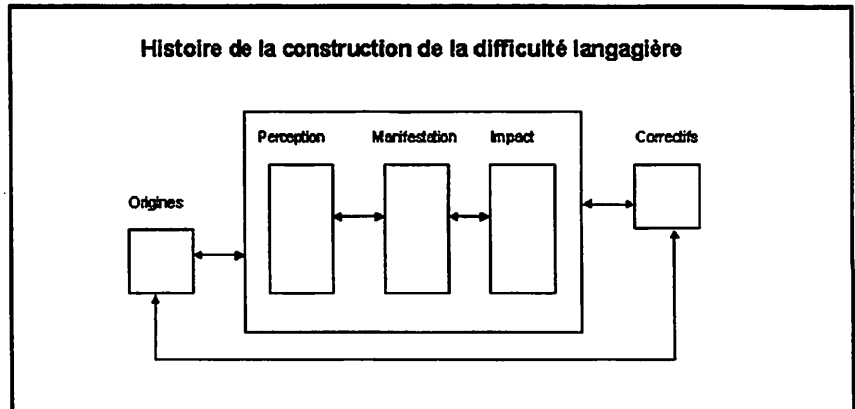 Histoire de la construction de la difficulté langagière
Perception Manifestation Impact Correctifs
Origines